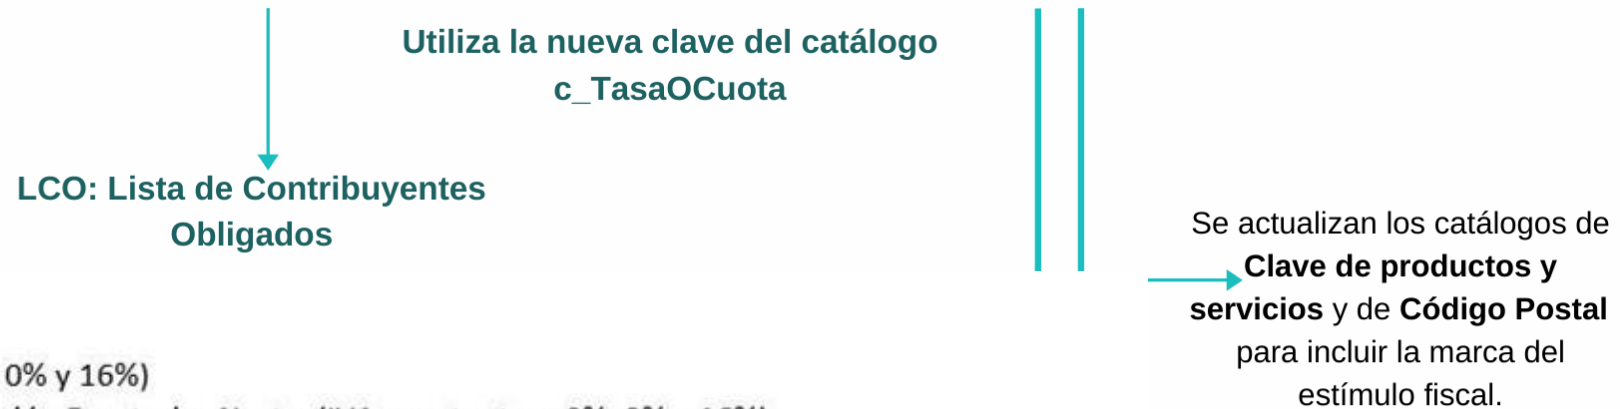 Utiliza la nueva clave del catálogo
c_TasaOCuota
LCO: Lista de Contribuyentes
Obligados
Se actualizan los catálogos de
Clave de productos y
servicios y de Código Postal
para incluir la marca del
estímulo fiscal.
0% y 16%)